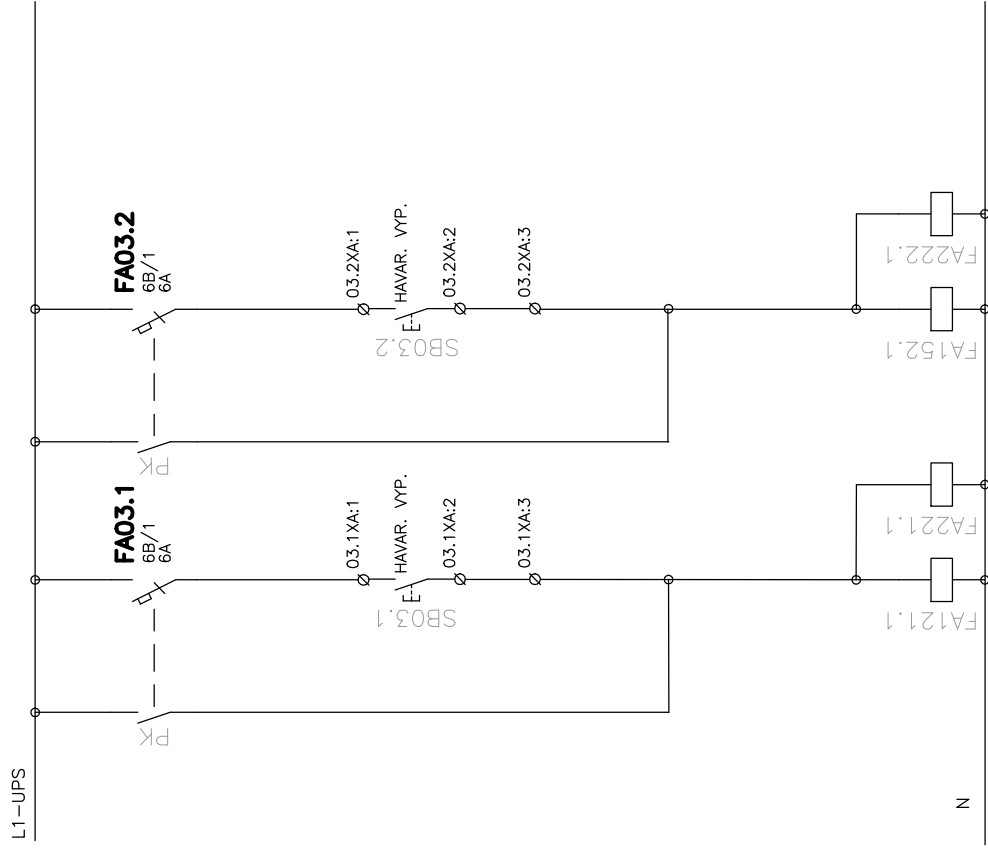 L1-UPS
FA03.1
6B/1
6A
PK
03.1XA:1
HAVAR. VYP.
SB03.1
03.1XA:2
03.1XA:3
FA121.1
FA221.1
FA03.2
6B/1
6A
PK
03.2XA:1
HAVAR. VYP.
SB03.2
03.2XA:2
03.2XA:3
FA152.1
FA222.1
N